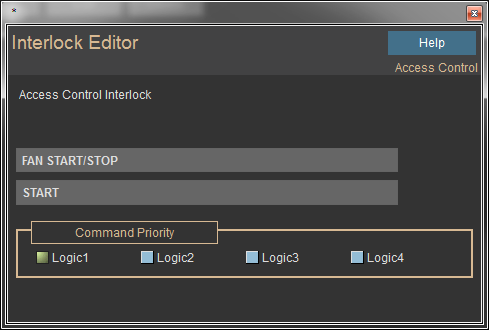 *
Interlock Editor
Help
Access Control
Access Control Interlock
FAN START/STOP
START
Command Priority
Logic1 Logic2 Logic3 Logic4